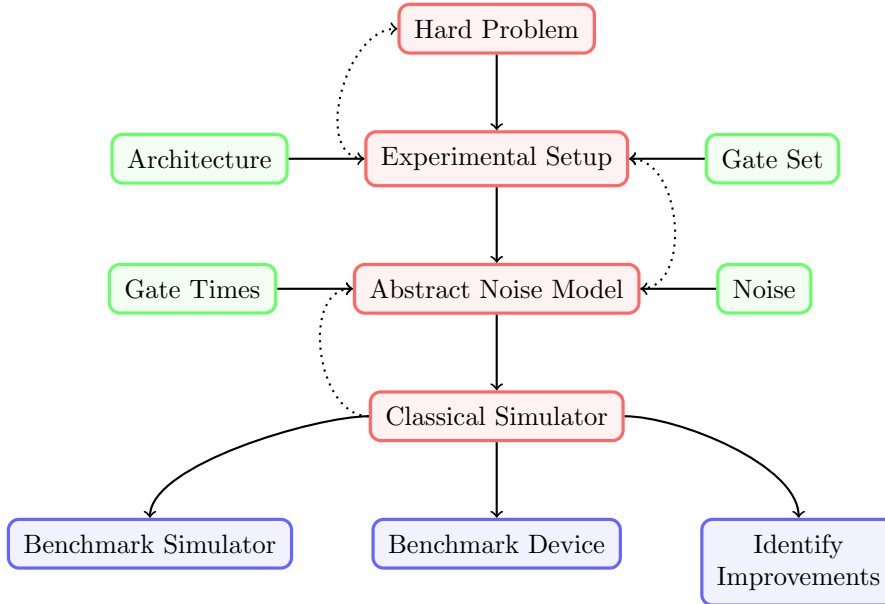 Hard Problem
Architecture
Experimental Setup
Gate Set
Gate Times
Abstract Noise Model
Noise
Classical Simulator
Benchmark Simulator
Benchmark Device
Identify
Improvements